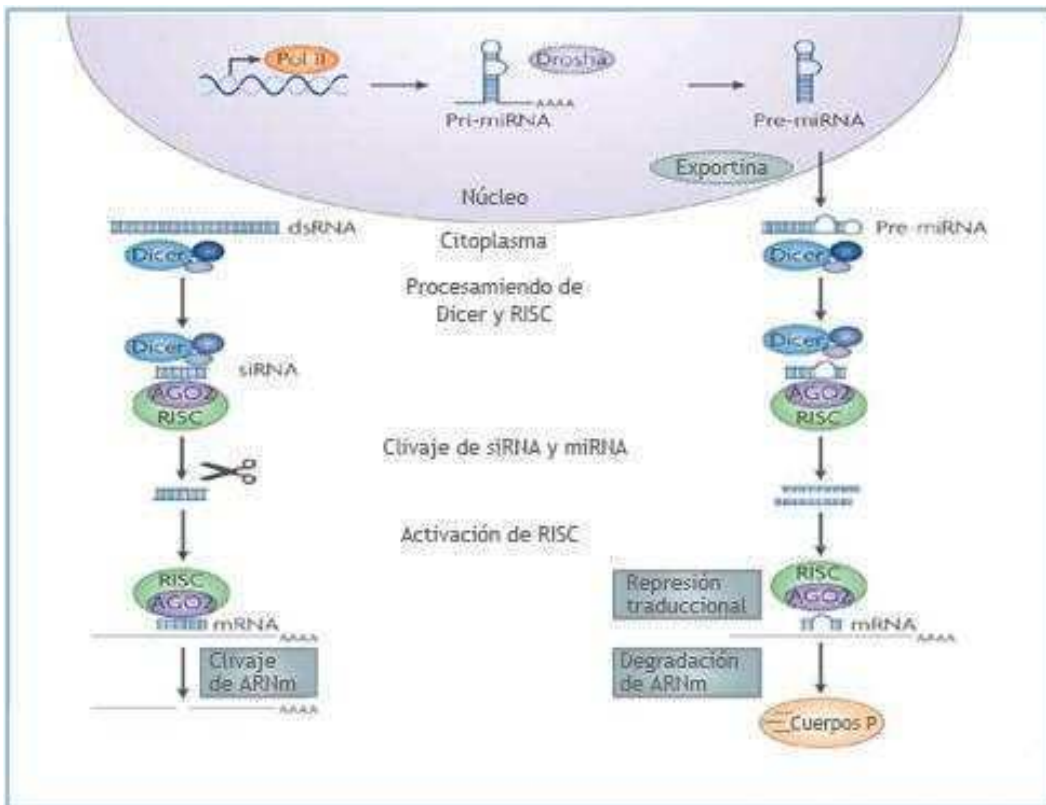 Pol II
Drosha
AAAA
Pri-miRNA
Pre-miRNA
Exportina
Núcleo
dsRNA
Citoplasma
Pre-miRNA
Dicer
Dicer
Procesamiendo de
Dicer y RISC
Dicer
Dicer
siRNA
AGO2
AGO2
RISC
RISC
Clivaje de siRNA y miRNA
Activación de RISC
RISC
AGO2
mRNA
AAAA
Represión
traduccional
RISC
AGO2
mRNA
AAAA
Clivaje
de ARNm
AAAA
Degradación
de ARNm
Cuerpos P